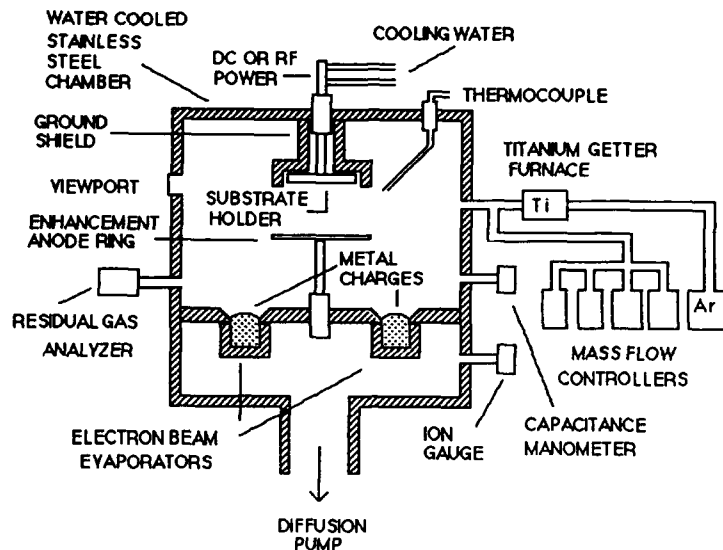 WATER COOLED
STAINLESS
STEEL
CHAMBER
DC OR RF
POWER
COOLING WATER
THERMOCOUPLE
GROUND
SHIELD
TITANIUM GETTER
FURNACE
VIEWPORT
SUBSTRATE
HOLDER
Ti
ENHANCEMENT
ANODE RING
METAL
CHARGES
Ar
RESIDUAL GAS
ANALYZER
MASS FLOW
CONTROLLERS
ELECTRON BEAM
EVAPORATORS
ION
GAUGE
CAPACITANCE
MANOMETER
DIFFUSION
PUMP